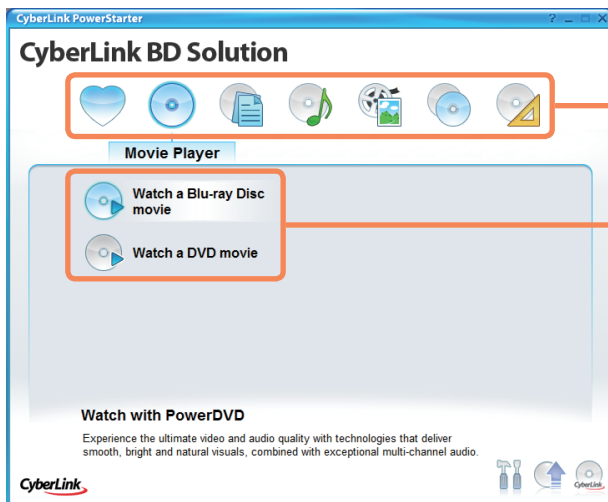 CyberLink PowerStarter
CyberLink BD Solution
Movie Player
Watch a Blu-ray Disc
movie
Watch a DVD movie
Watch with PowerDVD
Experience the ultimate video and audio quality with technologies that deliver
smooth, bright and natural visuals, combined with exceptional multi-channel audio.
CyberLink
CyberLink